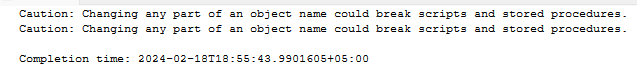 Caution: Changing any part of an object name could break scripts and stored procedures.
Caution: Changing any part of an object name could break scripts and stored procedures.
Completion time: 2024-02-18T18:55:43.9901605+05:00